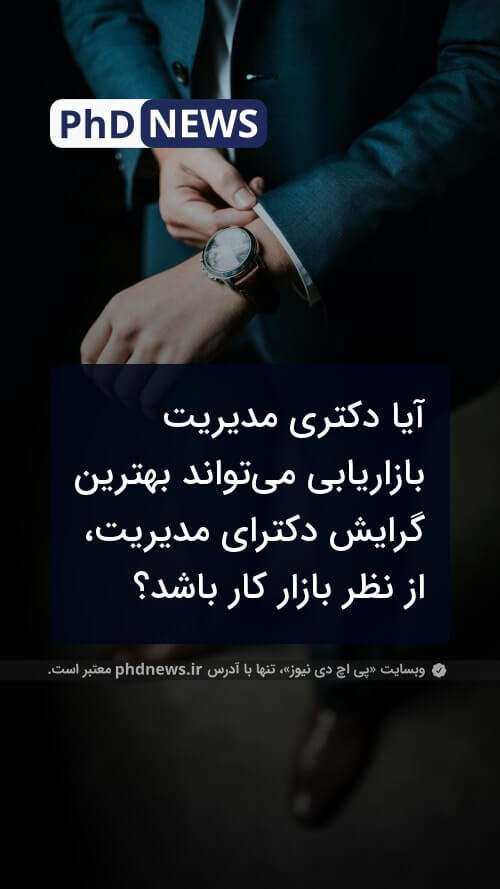 PhD NEWS
آیا دکتری مدیریت
بازاریابی می‌تواند بهترین
گرایش دکترای مدیریت،
از نظر بازار کار باشد؟
وبسایت «پی اچ دی نیوز»، تنها با آدرس phdnews.ir معتبر است.